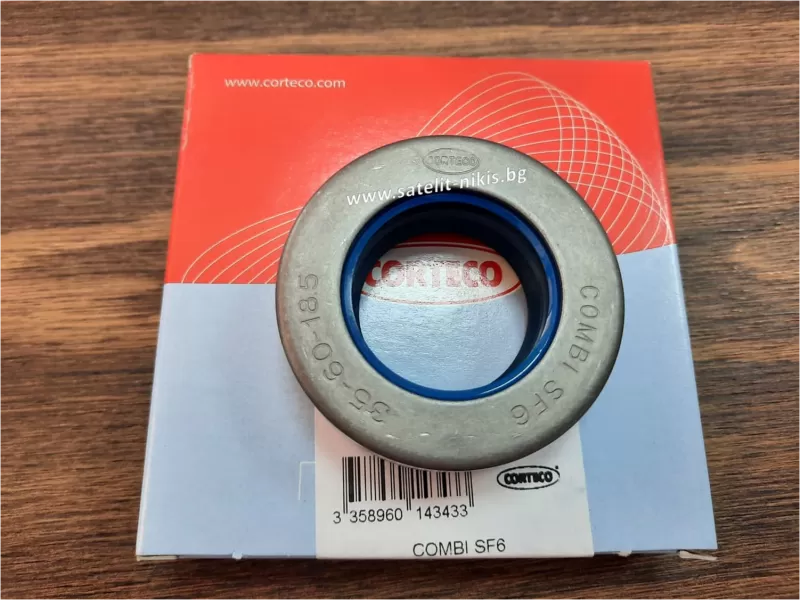 www.corteco.com
CORTECO
www.satelit-nikis.bg
CORTECO
35-60-18.5
COMBI SF6
CORTECO
3 358960 143433
COMBI SF6